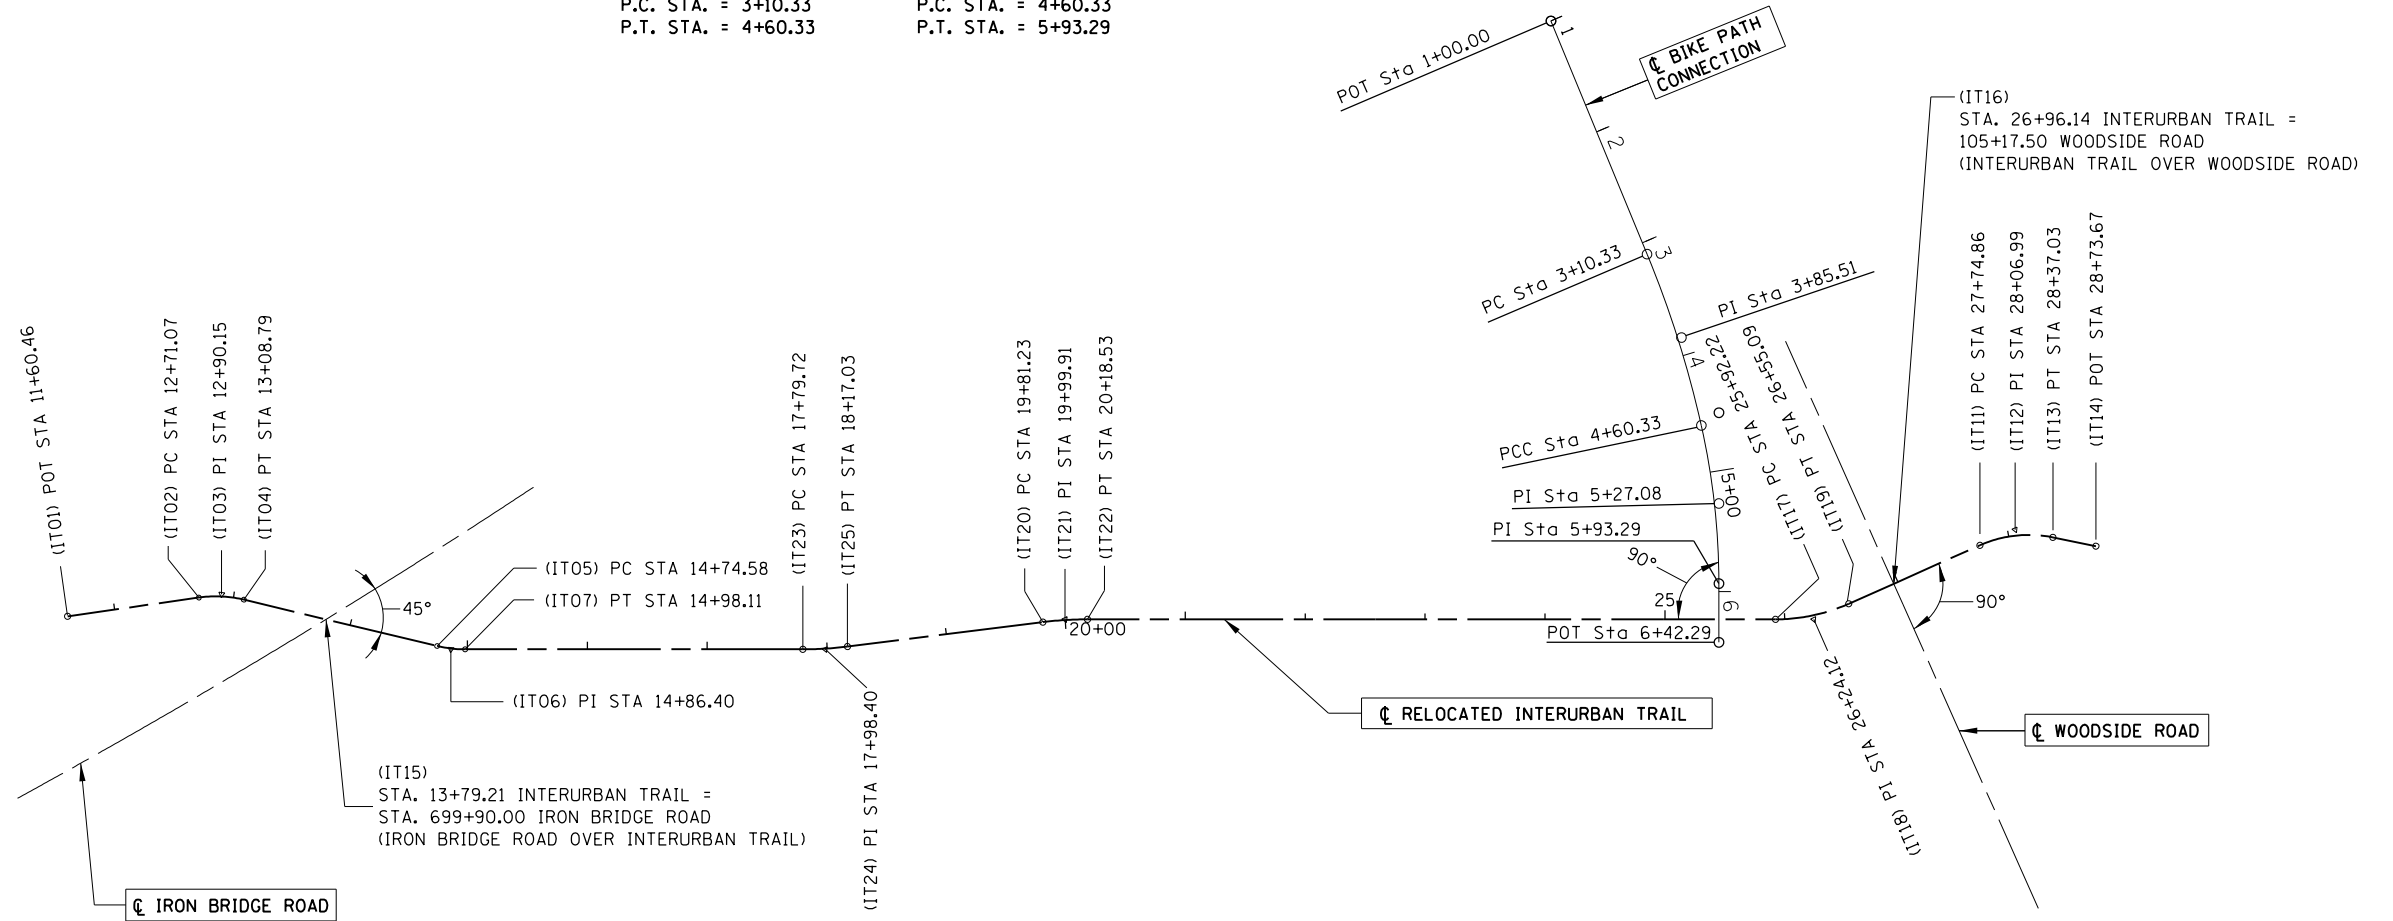 P.C. STA. = 3+10.33
P.C. STA. = 4+60.33
P.T. STA. = 4+60.33
P.T. STA. = 5+93.29
POT Sta 1+00.00
1
℄ BIKE PATH
CONNECTION
2
3
PC Sta 3+10.33
PI Sta 3+85.51
4
PCC Sta 4+60.33
5+00
PI Sta 5+27.08
PI Sta 5+93.29
90°
25
6
POT Sta 6+42.29
(IT16)
STA. 26+96.14 INTERURBAN TRAIL =
105+17.50 WOODSIDE ROAD
(INTERURBAN TRAIL OVER WOODSIDE ROAD)
(IT01) POT STA 11+60.46
(IT02) PC STA 12+71.07
(IT03) PI STA 12+90.15
(IT04) PT STA 13+08.79
45°
(IT05) PC STA 14+74.58
(IT07) PT STA 14+98.11
(IT06) PI STA 14+86.40
(IT23) PC STA 17+79.72
(IT25) PT STA 18+17.03
(IT24) PI STA 17+98.40
(IT20) PC STA 19+81.23
(IT21) PI STA 19+99.91
(IT22) PT STA 20+18.53
20+00
(IT17) PC STA 25+92.22
(IT19) PT STA 26+55.09
(IT18) PI STA 26+24.12
(IT11) PC STA 27+74.86
(IT12) PI STA 28+06.99
(IT13) PT STA 28+37.03
(IT14) POT STA 28+73.67
90°
℄ RELOCATED INTERURBAN TRAIL
℄ WOODSIDE ROAD
(IT15)
STA. 13+79.21 INTERURBAN TRAIL =
STA. 699+90.00 IRON BRIDGE ROAD
(IRON BRIDGE ROAD OVER INTERURBAN TRAIL)
℄ IRON BRIDGE ROAD